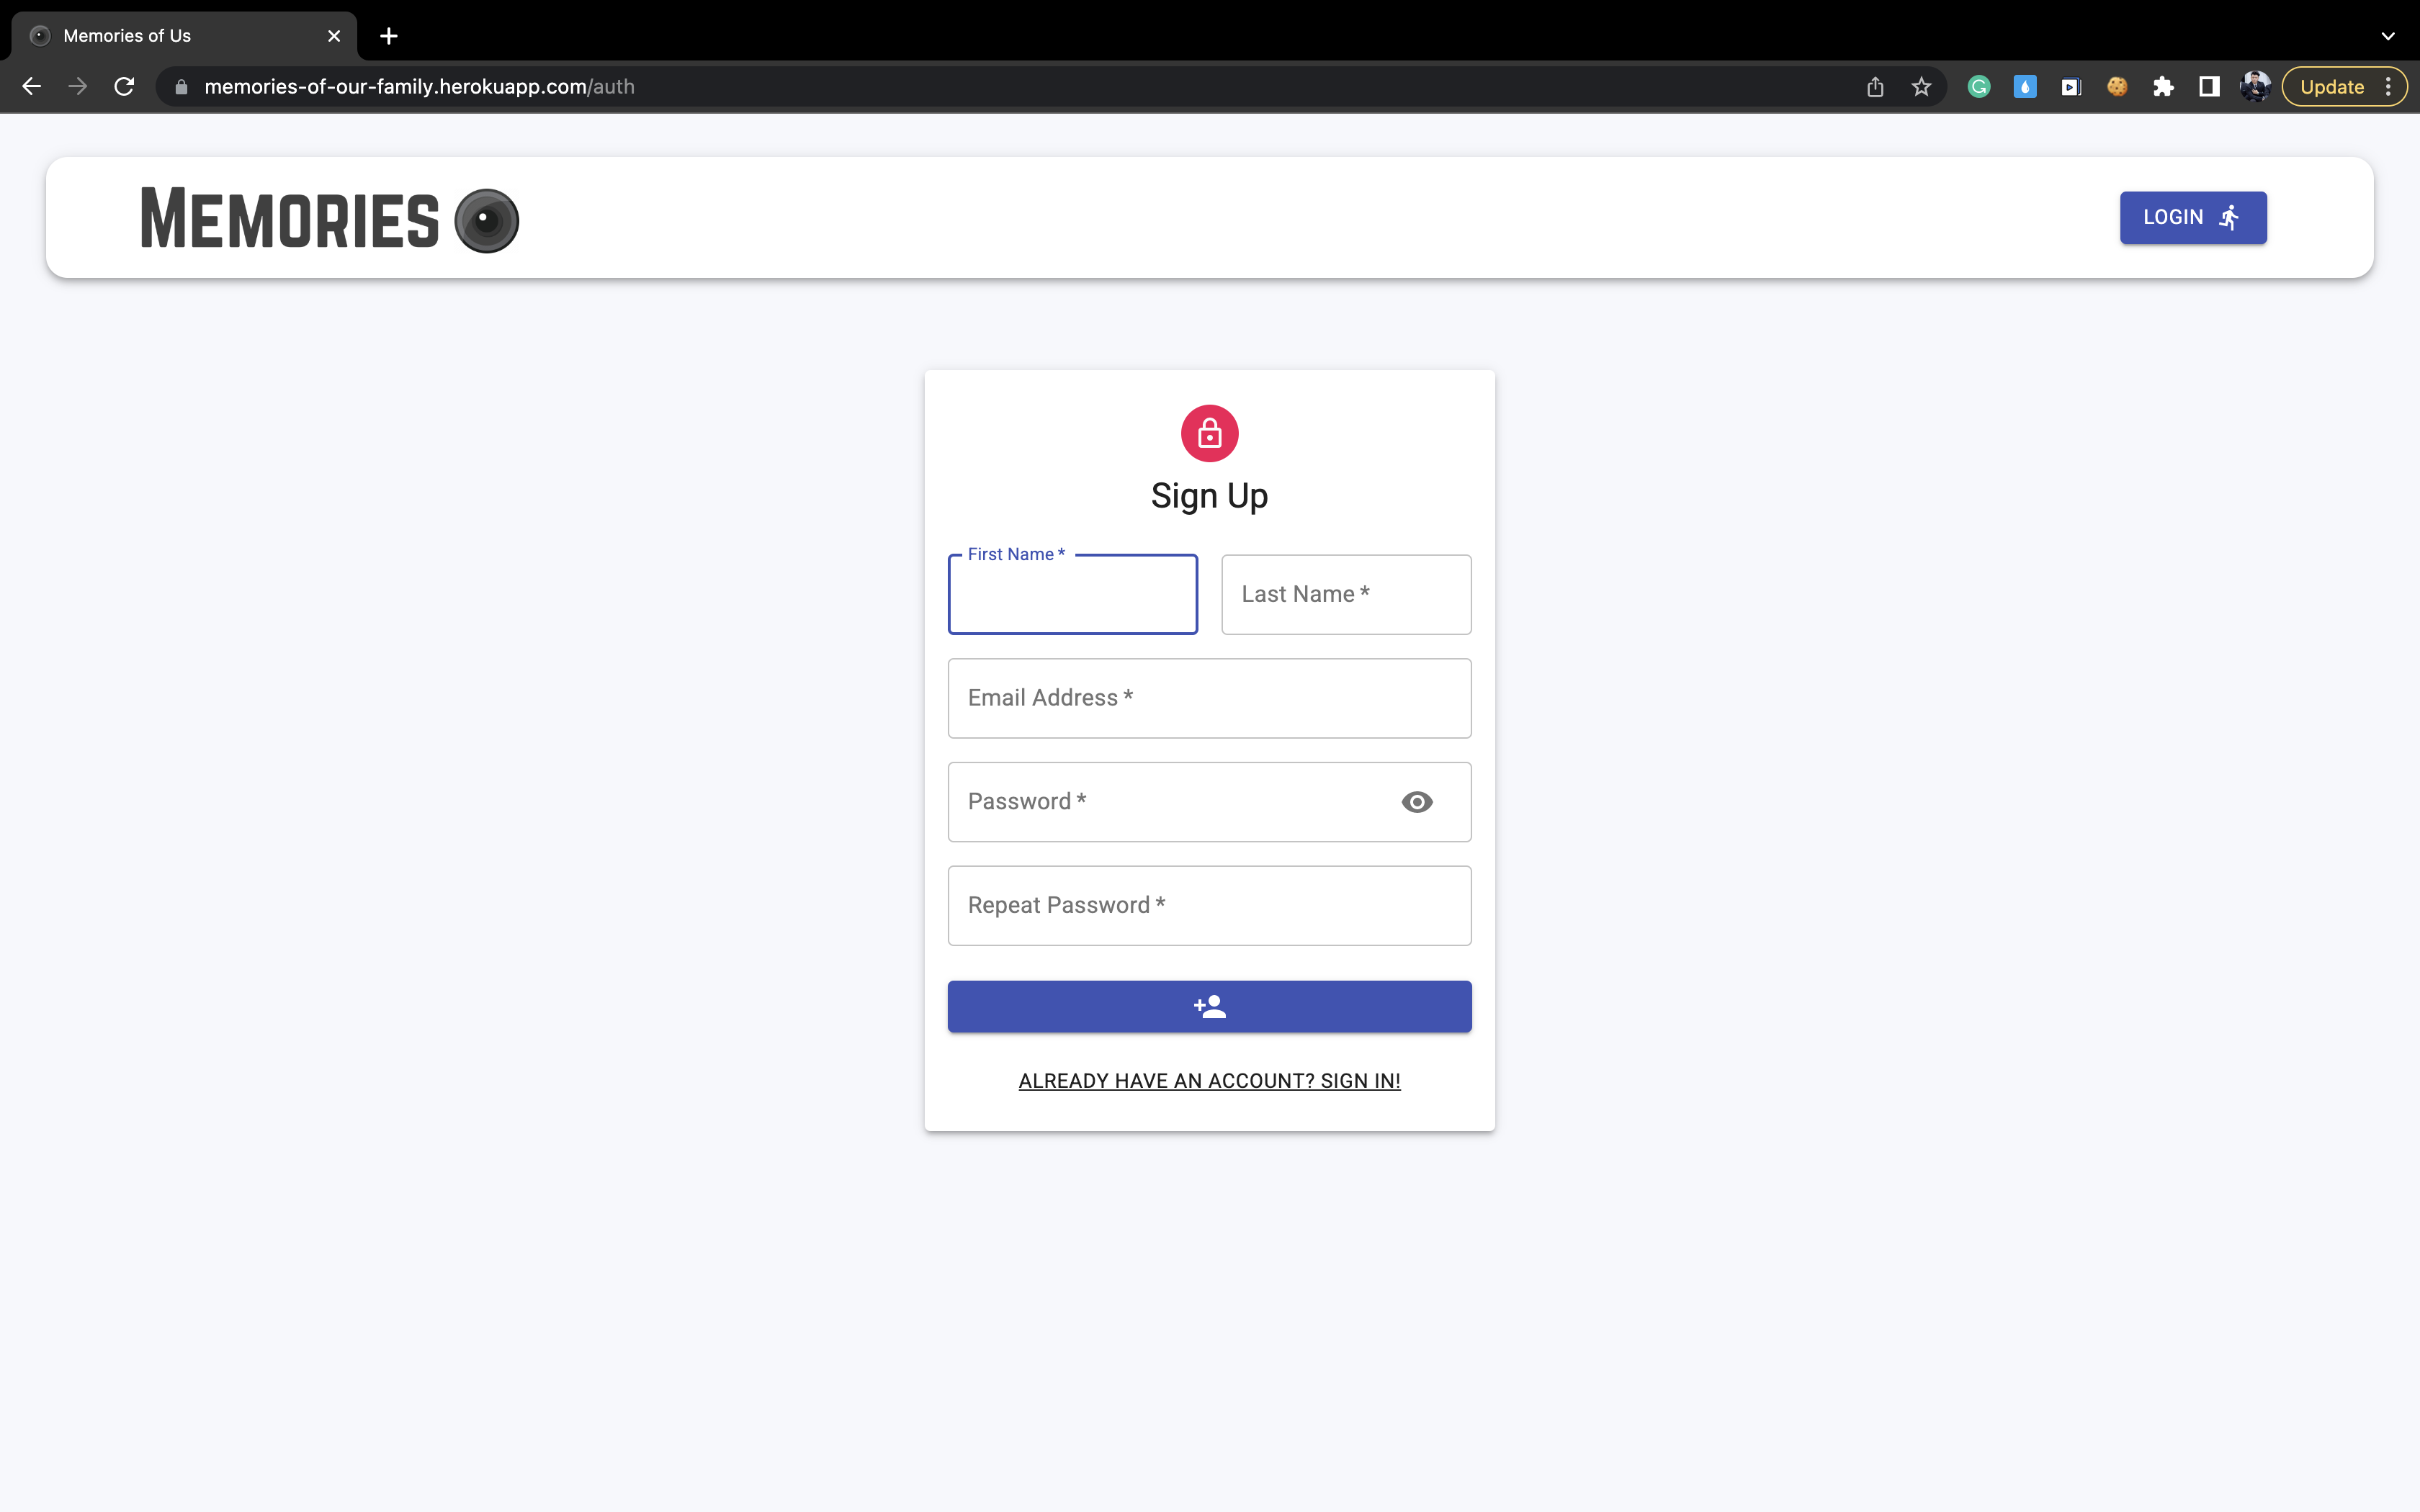 Memories of Us
memories-of-our-family.herokuapp.com/auth
Update
MEMORIES
LOGIN
Sign Up
First Name *
Last Name *
Email Address *
Password *
Repeat Password *
ALREADY HAVE AN ACCOUNT? SIGN IN!